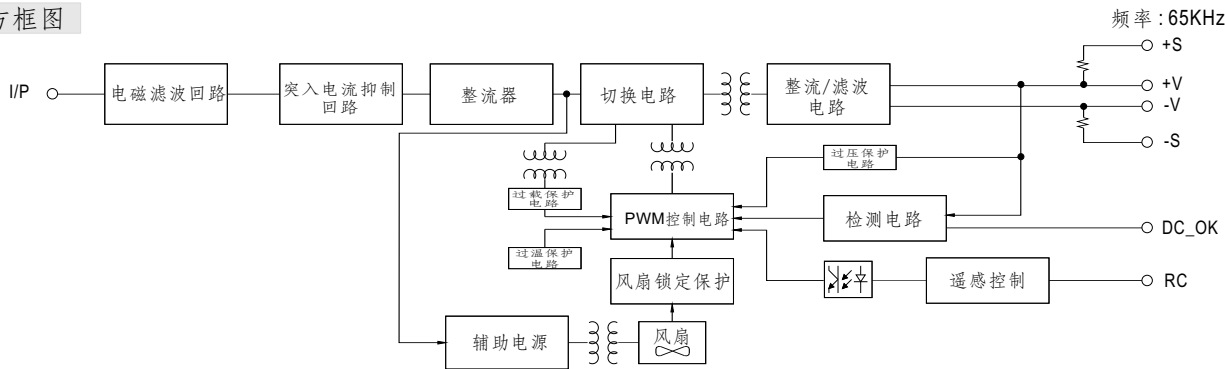 方框图
频率 : 65KHz
+S
I/P
电磁滤波回路
突入电流抑制
回路
整流器
切换电路
整流/滤波
电路
+V
-V
-S
过压保护
电路
过载保护
电路
PWM控制电路
检测电路
DC_OK
过温保护
电路
风扇锁定保护
遥感控制
RC
辅助电源
风扇